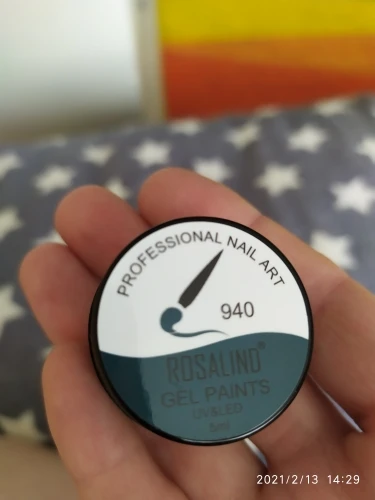 PROFESSIONAL NAIL ART
940
ROSALIND®
GEL PAINTS
UV&LED
5ml
2021/2/13 14:29